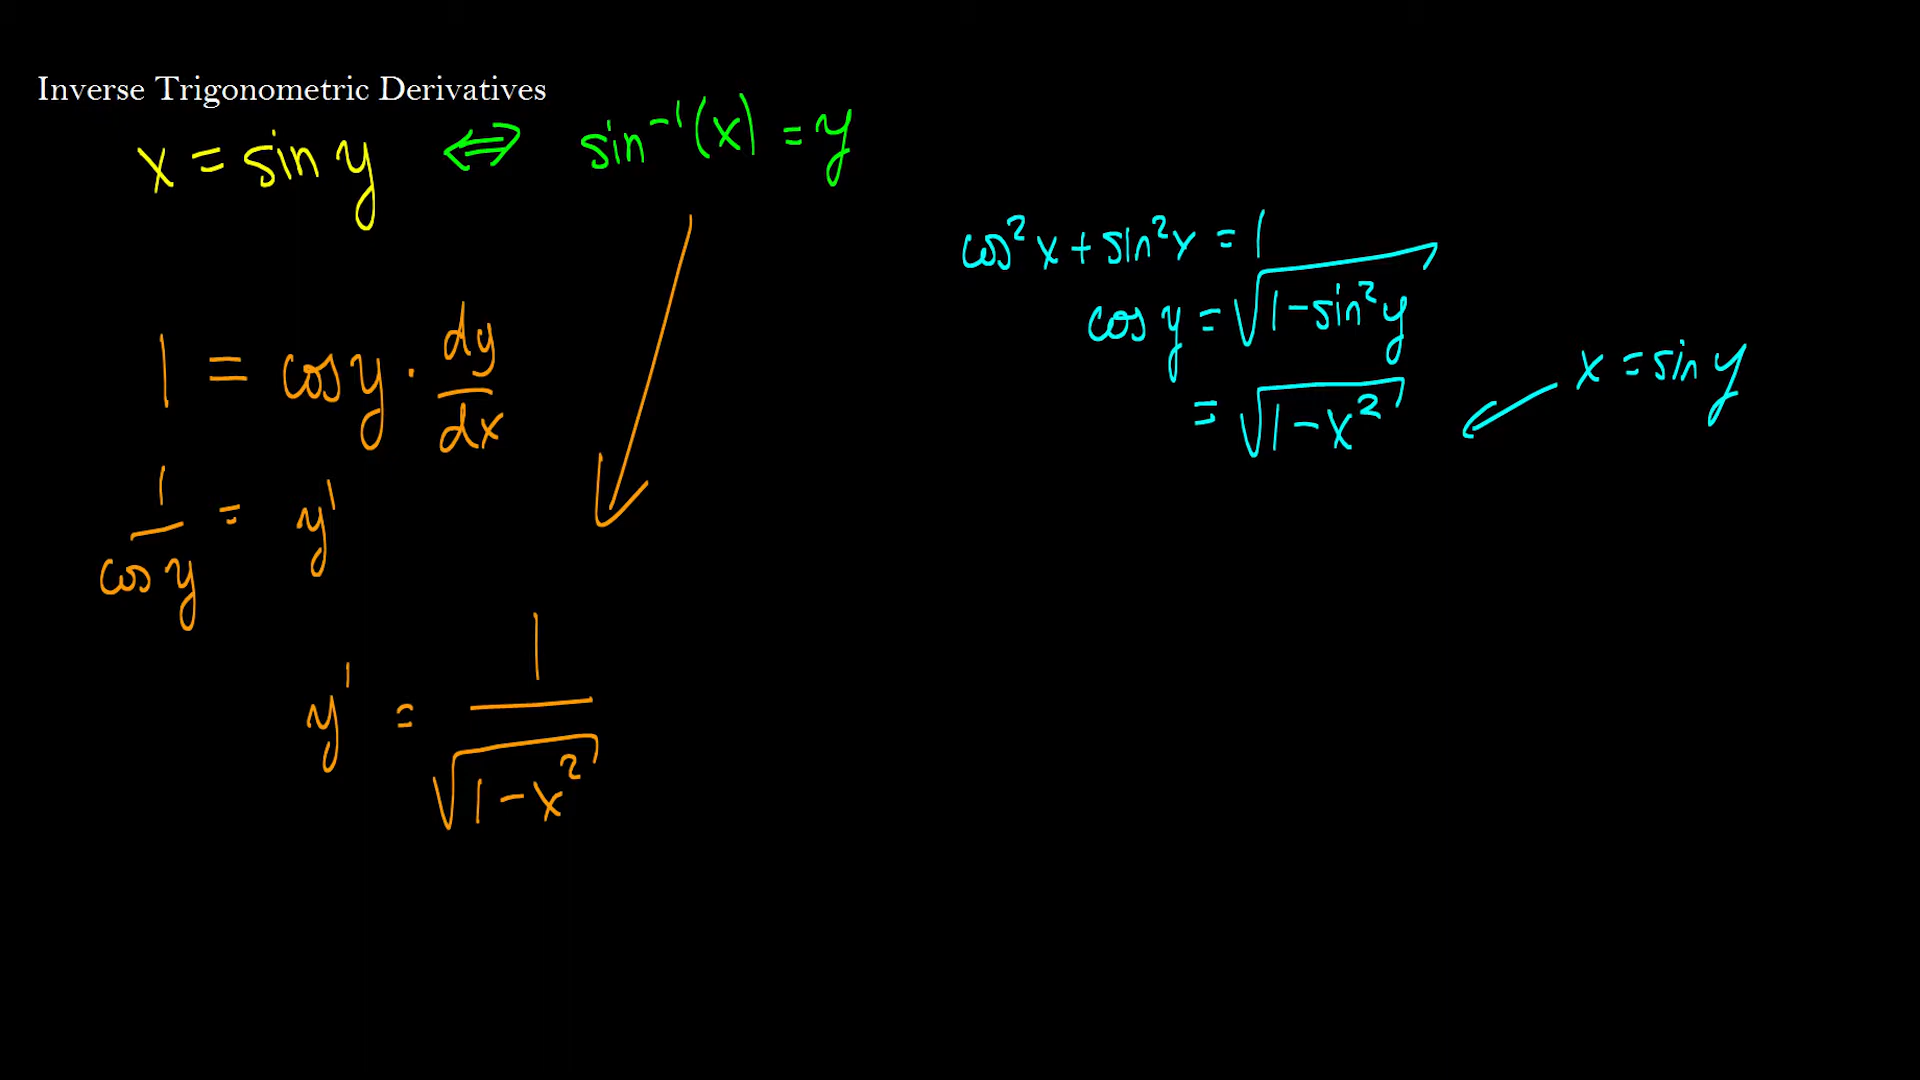 Inverse Trigonometric Derivatives
x = sin y ⇔ sin⁻¹(x) = y
1 = cos y · dy/dx
1/cos y = y'
y' = 1/√(1-x²)
cos²x + sin²x = 1
cos y = √(1-sin²y)
= √(1-x²)
x = sin y